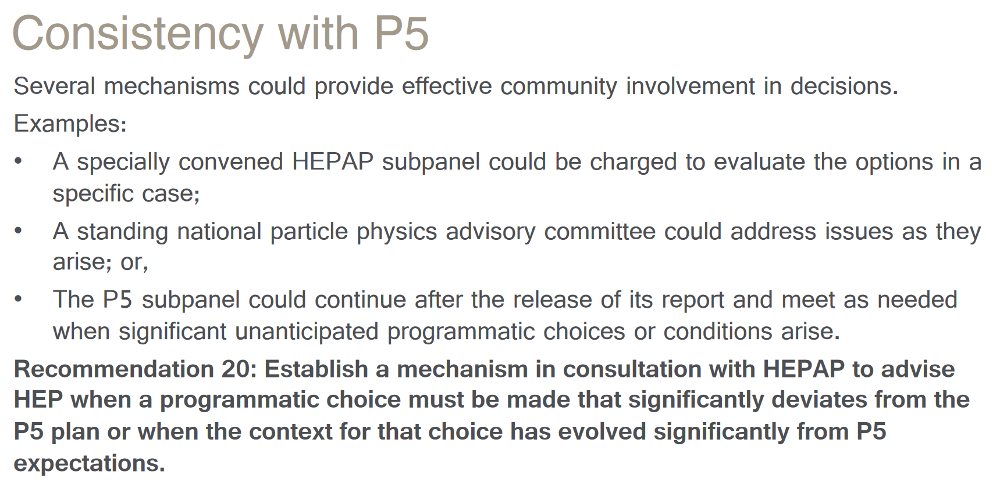 Consistency with P5
Several mechanisms could provide effective community involvement in decisions.
Examples:
• A specially convened HEPAP subpanel could be charged to evaluate the options in a
specific case;
• A standing national particle physics advisory committee could address issues as they
arise; or,
• The P5 subpanel could continue after the release of its report and meet as needed
when significant unanticipated programmatic choices or conditions arise.
Recommendation 20: Establish a mechanism in consultation with HEPAP to advise
HEP when a programmatic choice must be made that significantly deviates from the
P5 plan or when the context for that choice has evolved significantly from P5
expectations.